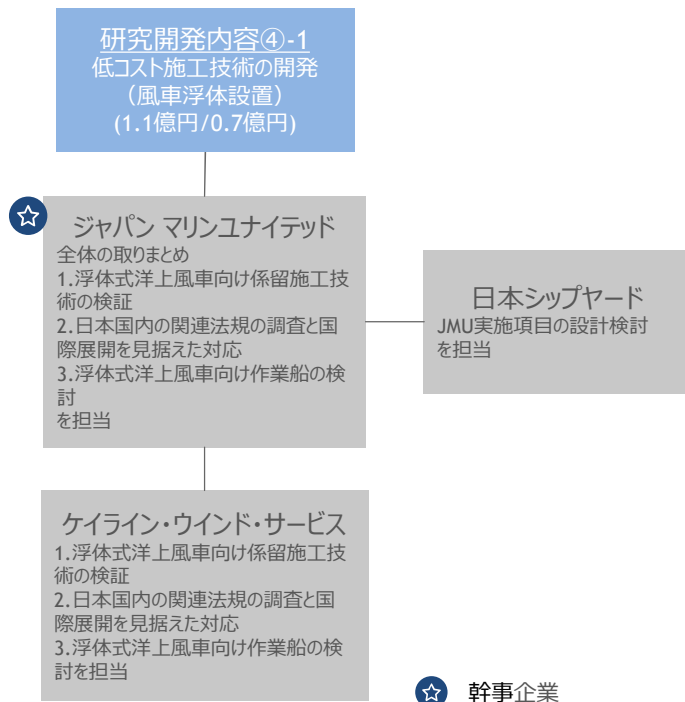 研究開発内容④-1
低コスト施工技術の開発
（風車浮体設置）
(1.1億円/0.7億円)
ジャパン マリンユナイテッド
全体の取りまとめ
1.浮体式洋上風車向け係留施工技
術の検証
2.日本国内の関連法規の調査と国
際展開を見据えた対応
3.浮体式洋上風車向け作業船の検
討
を担当
日本シップヤード
JMU実施項目の設計検討
を担当
ケイライン・ウインド・サービス
1.浮体式洋上風車向け係留施工技
術の検証
2.日本国内の関連法規の調査と国
際展開を見据えた対応
3.浮体式洋上風車向け作業船の検
討を担当
幹事企業